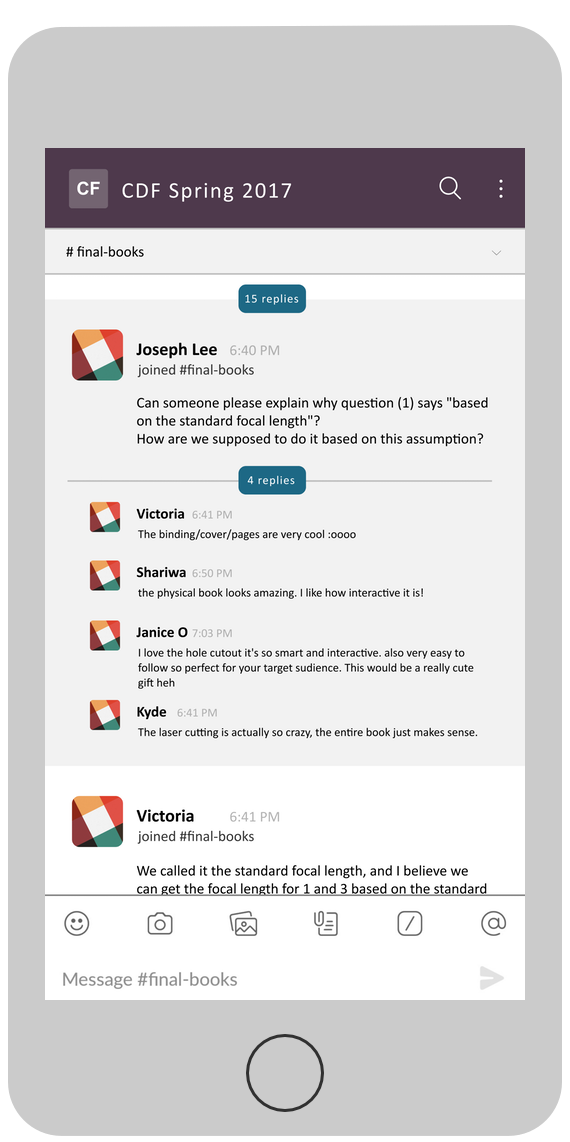 CF CDF Spring 2017
# final-books
15 replies
Joseph Lee 6:40 PM
joined #final-books
Can someone please explain why question (1) says "based
on the standard focal length"?
How are we supposed to do it based on this assumption?
4 replies
Victoria 6:41 PM
The binding/cover/pages are very cool :oooo
Shariwa 6:50 PM
the physical book looks amazing. I like how interactive it is!
Janice O 7:03 PM
I love the hole cutout it's so smart and interactive. also very easy to
follow so perfect for your target sudience. This would be a really cute
gift heh
Kyde 6:41 PM
The laser cutting is actually so crazy, the entire book just makes sense.
Victoria 6:41 PM
joined #final-books
We called it the standard focal length, and I believe we
can get the focal length for 1 and 3 based on the standard
Message #final-books